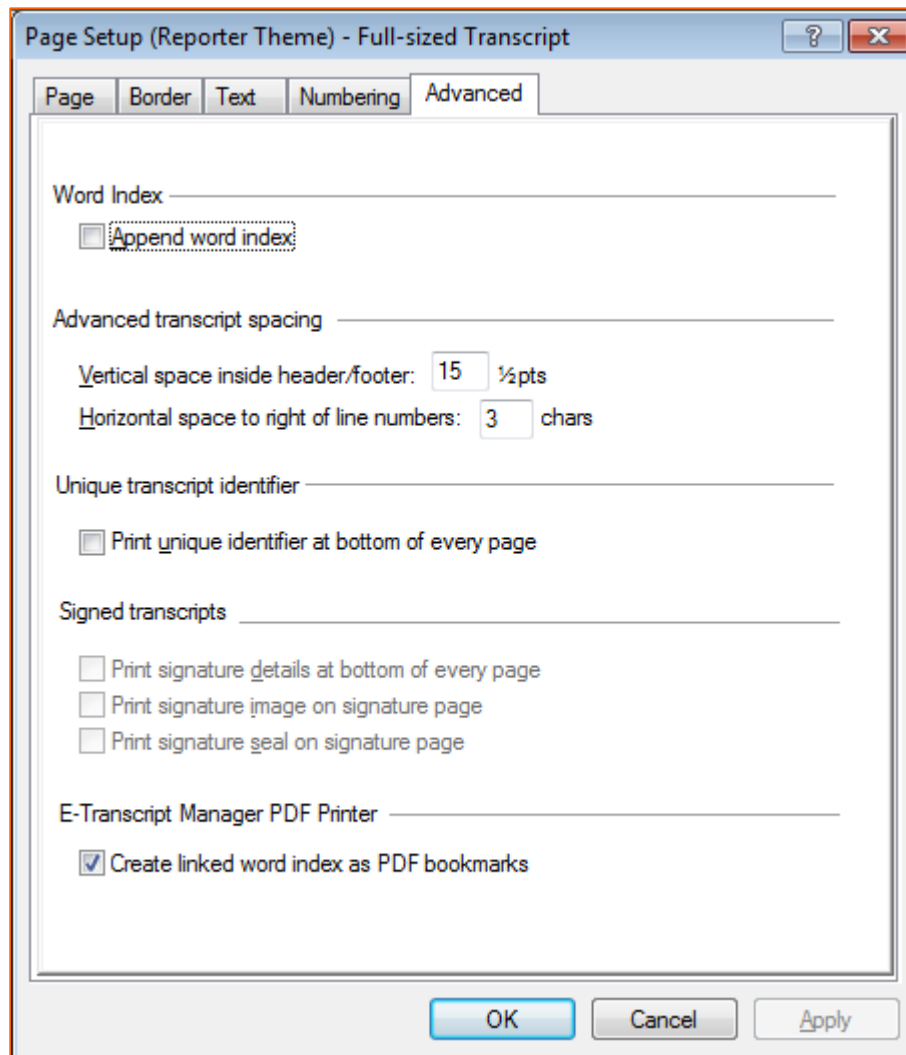 Page Setup (Reporter Theme) - Full-sized Transcript
Page Border Text Numbering Advanced
Word Index
Append word index
Advanced transcript spacing
Vertical space inside header/footer: 15 ½pts
Horizontal space to right of line numbers: 3 chars
Unique transcript identifier
Print unique identifier at bottom of every page
Signed transcripts
Print signature details at bottom of every page
Print signature image on signature page
Print signature seal on signature page
E-Transcript Manager PDF Printer
Create linked word index as PDF bookmarks
OK Cancel Apply